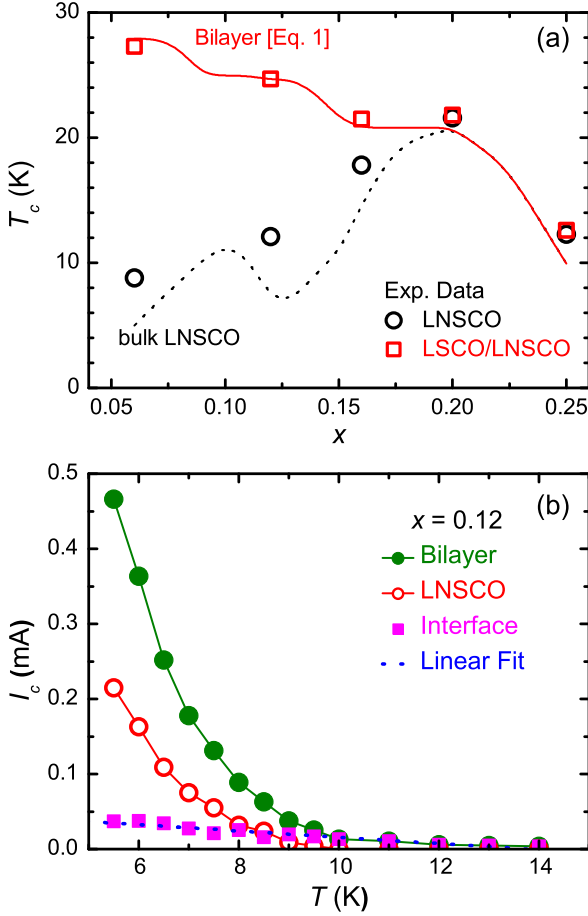 30
20
10
0
T_c (K)
Bilayer [Eq. 1]
(a)
bulk LNSCO
Exp. Data
LNSCO
LSCO/LNSCO
0.05 0.10 0.15 0.20 0.25
x
0.5
0.4
0.3
0.2
0.1
0.0
I_c (mA)
(b)
x = 0.12
Bilayer
LNSCO
Interface
Linear Fit
6 8 10 12 14
T (K)